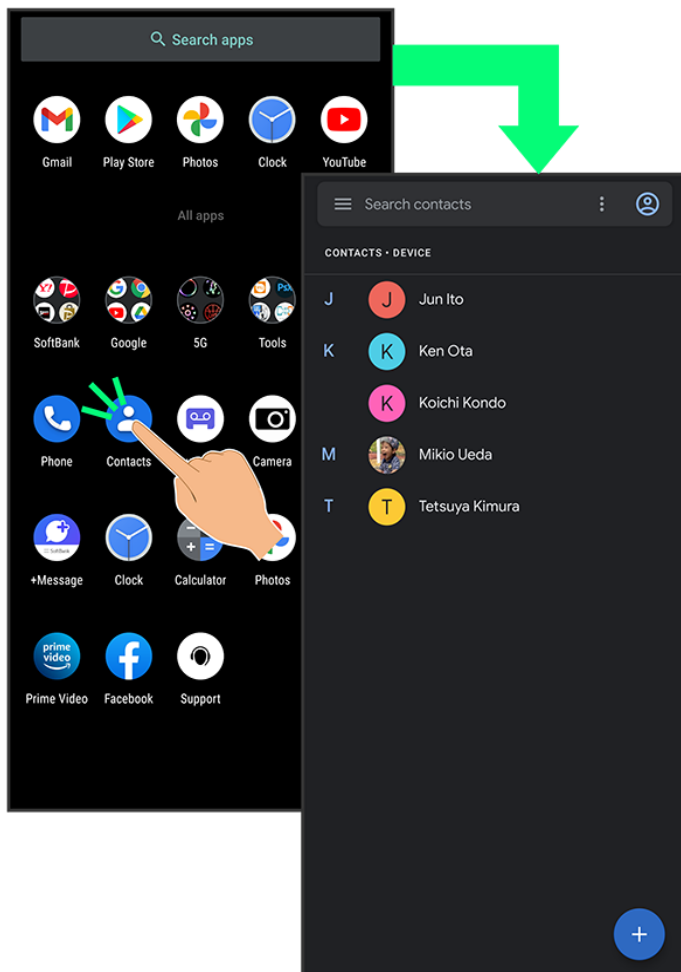 Search apps
Gmail Play Store Photos Clock YouTube
All apps
SoftBank Google 5G Tools
Phone Contacts Camera
+Message Clock Calculator Photos
prime
video
Prime Video Facebook Support
Search contacts
CONTACTS • DEVICE
J J Jun Ito
K K Ken Ota
K Koichi Kondo
M Mikio Ueda
T T Tetsuya Kimura